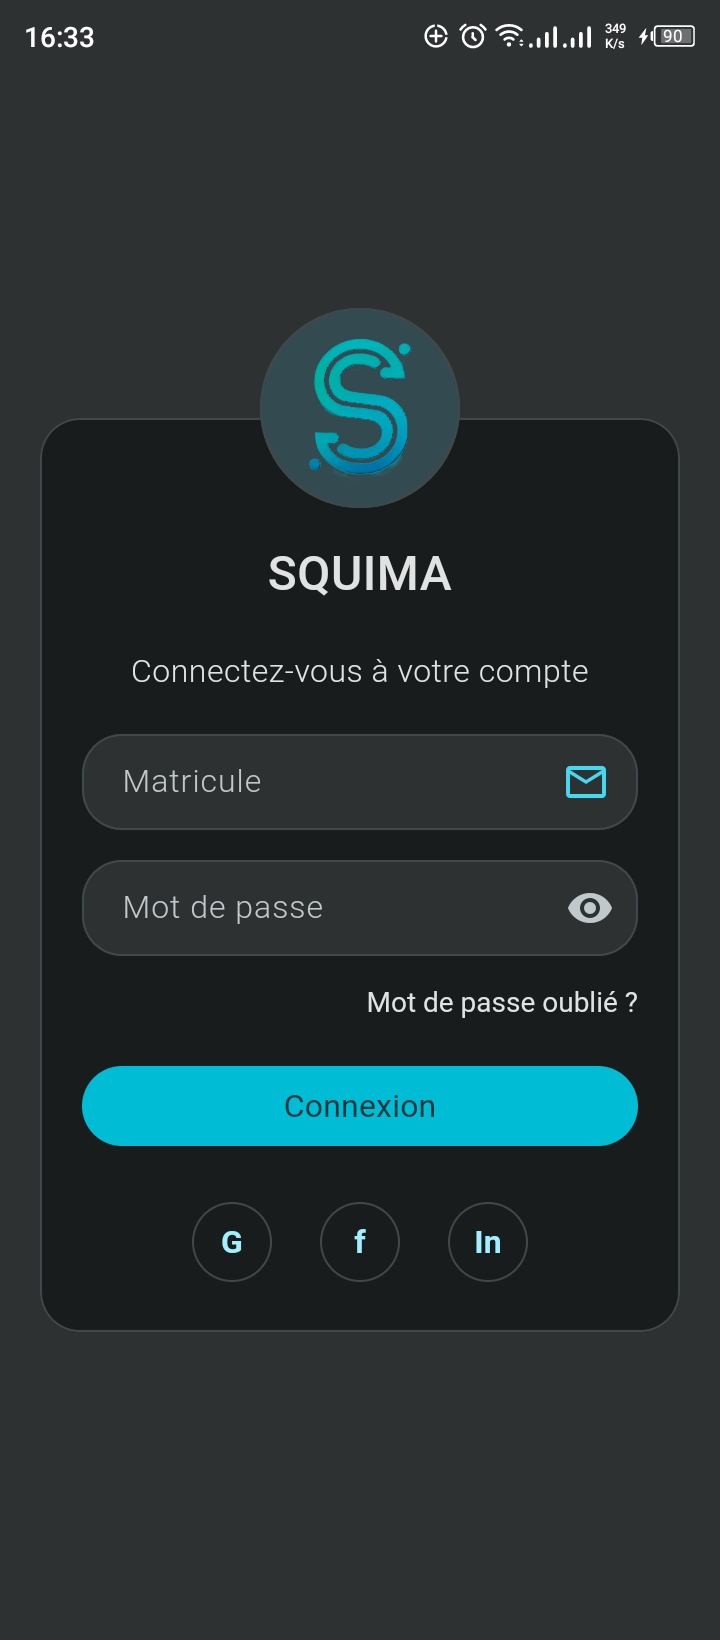 16:33
349
K/s
90
S
SQUIMA
Connectez-vous à votre compte
Matricule
Mot de passe
Mot de passe oublié ?
Connexion
G f In